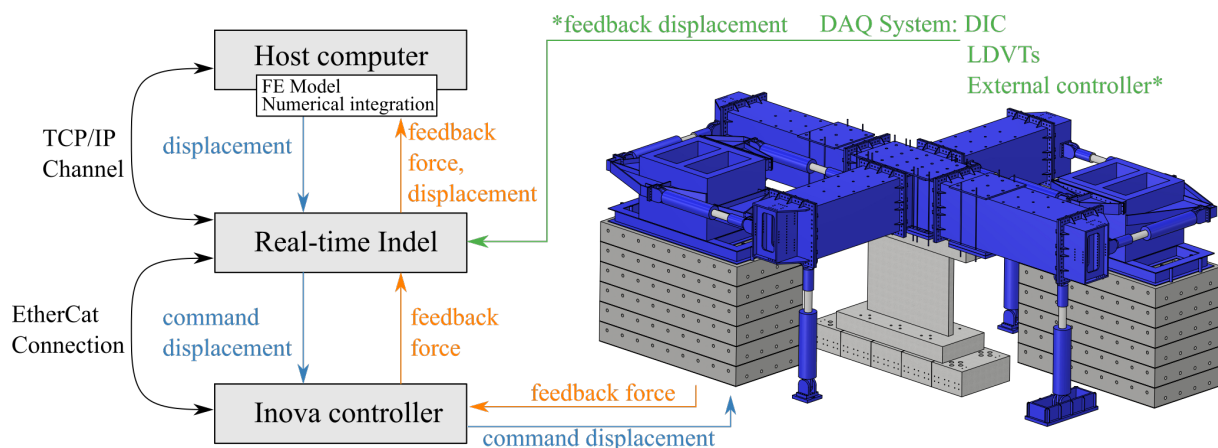 Host computer
FE Model
Numerical integration
TCP/IP
Channel
displacement
feedback
force,
displacement
Real-time Indel
EtherCat
Connection
command
displacement
feedback
force
Inova controller
feedback force
command displacement
*feedback displacement
DAQ System: DIC
LDVTs
External controller*